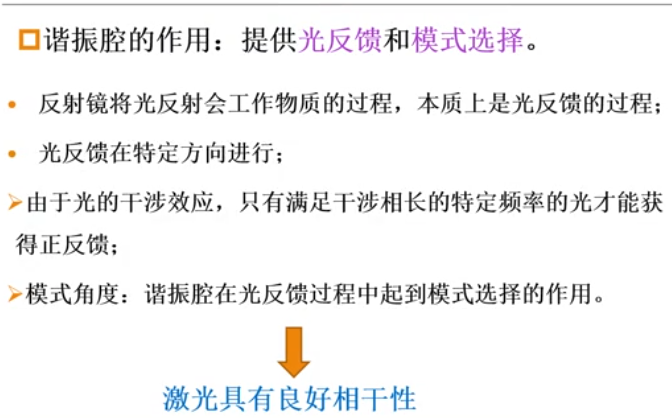 谐振腔的作用：提供光反馈和模式选择。
• 反射镜将光反射会工作物质的过程，本质上是光反馈的过程；
• 光反馈在特定方向进行；
➢由于光的干涉效应，只有满足干涉相长的特定频率的光才能获
得正反馈；
➢模式角度：谐振腔在光反馈过程中起到模式选择的作用。
激光具有良好相干性